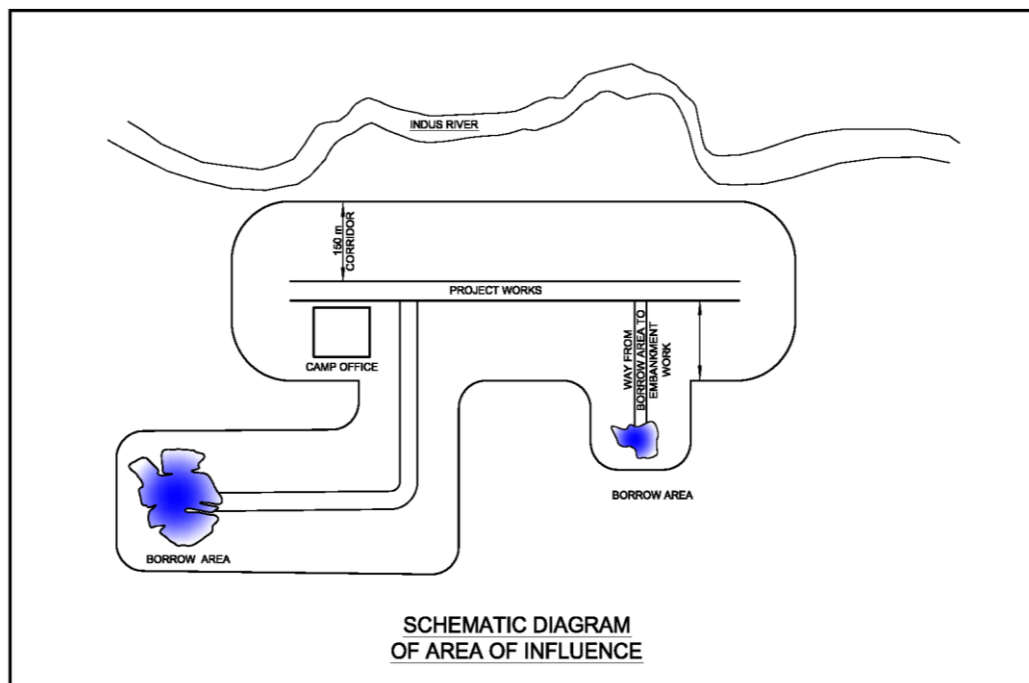 INDUS RIVER
150 m
CORRIDOR
PROJECT WORKS
CAMP OFFICE
WAY FROM
BORROW AREA TO
EMBANKMENT
WORK
BORROW AREA
BORROW AREA
SCHEMATIC DIAGRAM
OF AREA OF INFLUENCE